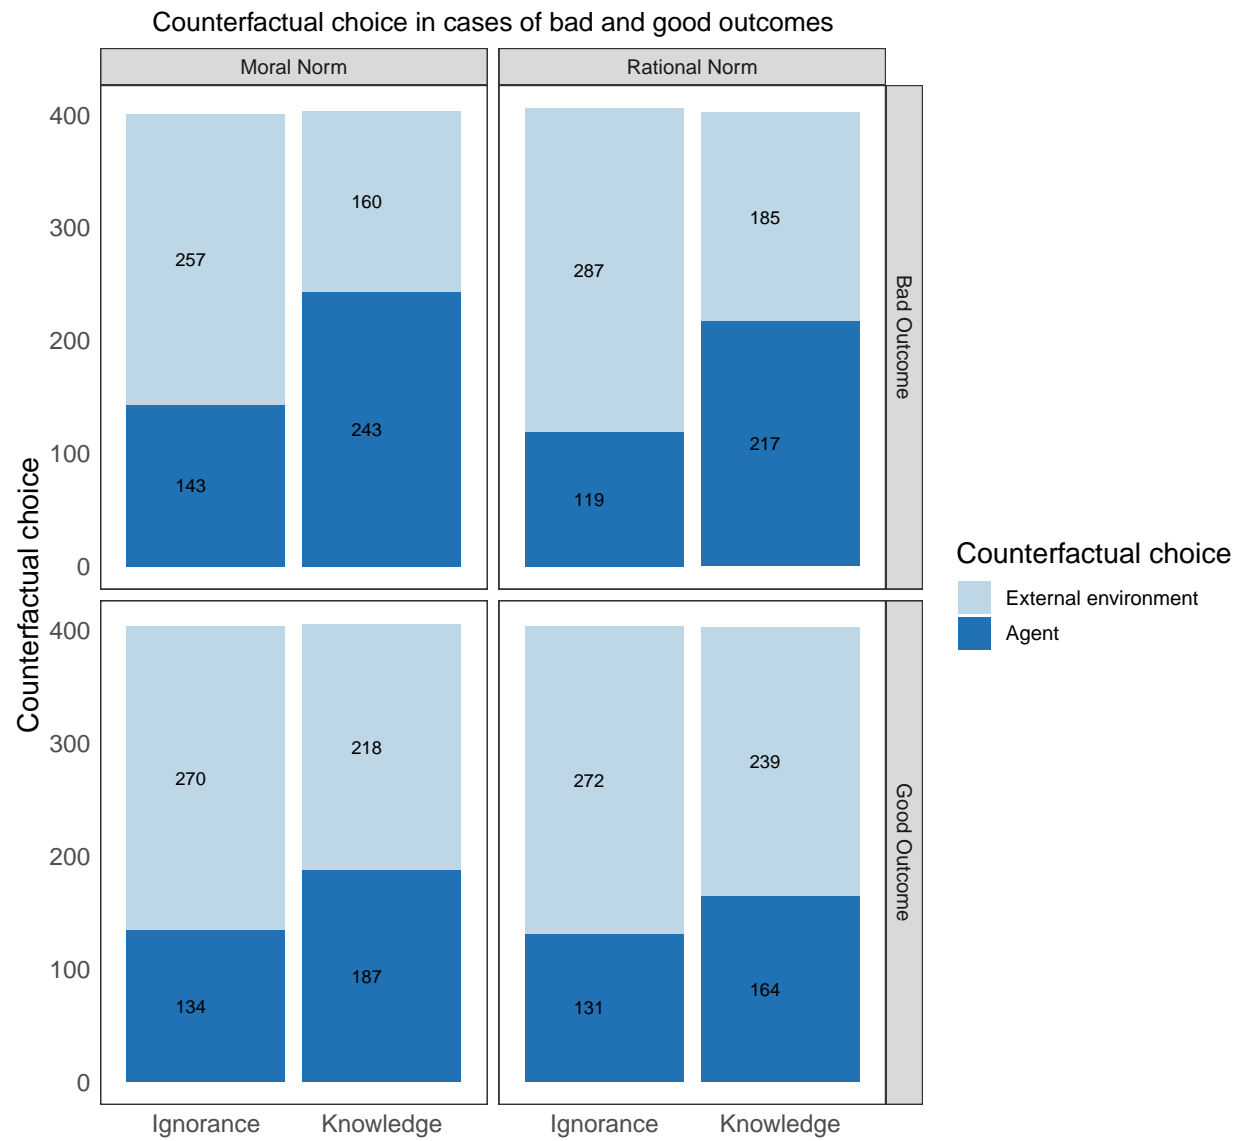 Counterfactual choice in cases of bad and good outcomes
Moral Norm
Rational Norm
Counterfactual choice
400
300
200
100
0
257
143
160
243
287
119
185
217
Bad Outcome
400
300
200
100
0
270
134
218
187
272
131
239
164
Good Outcome
Ignorance
Knowledge
Ignorance
Knowledge
Counterfactual choice
External environment
Agent